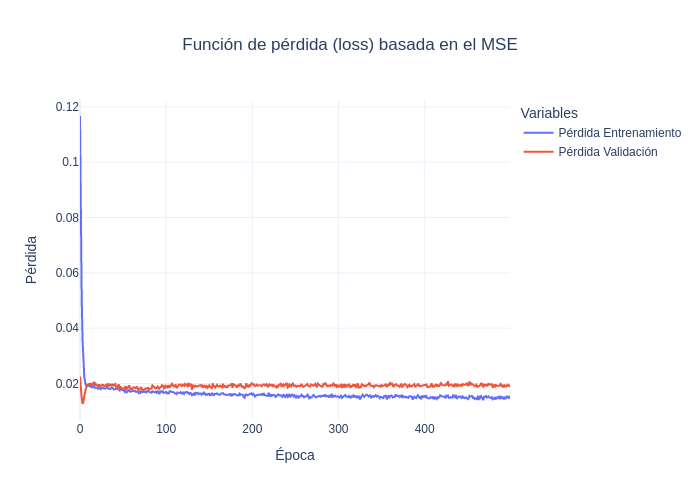 Función de pérdida (loss) basada en el MSE
Variables
Pérdida Entrenamiento
Pérdida Validación
Pérdida
0.12
0.1
0.08
0.06
0.04
0.02
0
100
200
300
400
Época